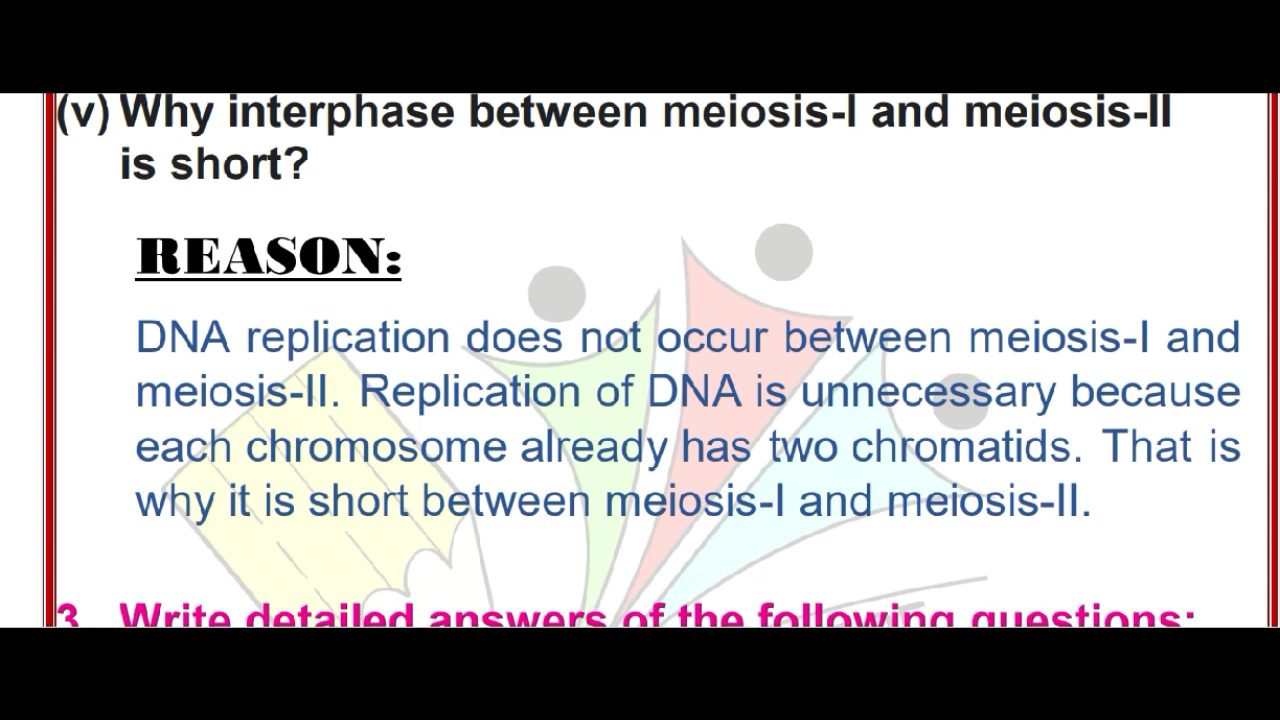 (v) Why interphase between meiosis-I and meiosis-II
is short?
REASON:
DNA replication does not occur between meiosis-I and
meiosis-II. Replication of DNA is unnecessary because
each chromosome already has two chromatids. That is
why it is short between meiosis-I and meiosis-II.
3. Write detailed answers of the following questions: